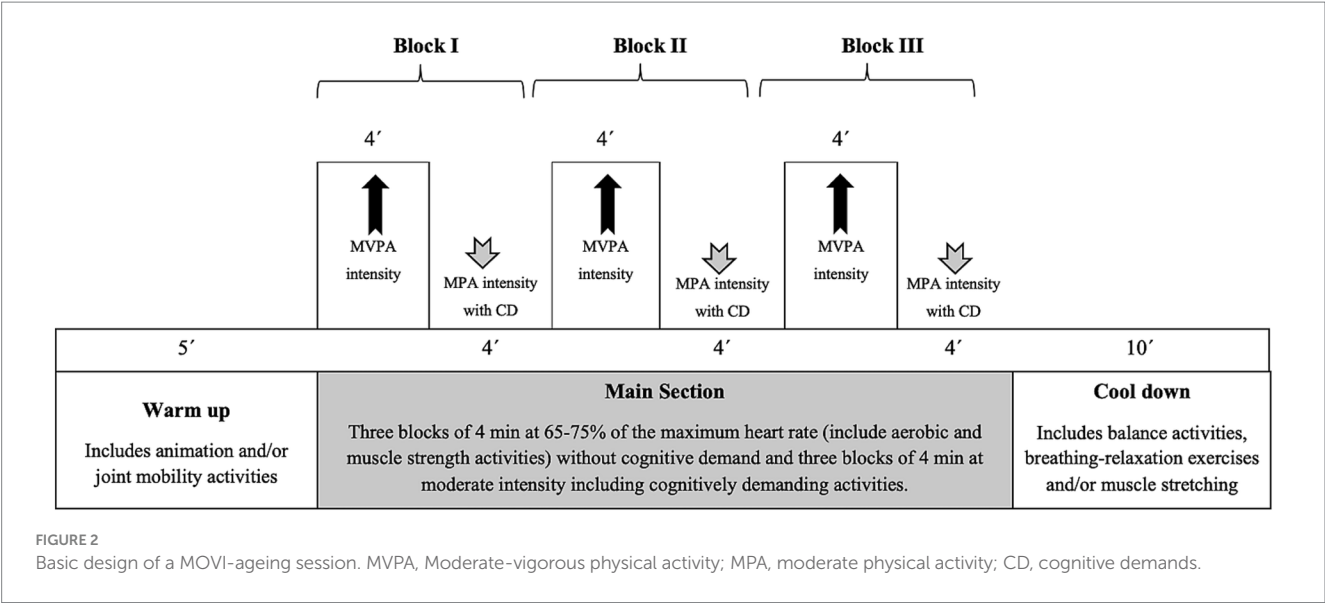 Block I
Block II
Block III
4′
4′
4′
MVPA
intensity
MPA intensity
with CD
MVPA
intensity
MPA intensity
with CD
MVPA
intensity
MPA intensity
with CD
5′
4′
4′
4′
10′
Warm up
Includes animation and/or
joint mobility activities
Main Section
Three blocks of 4 min at 65-75% of the maximum heart rate (include aerobic and
muscle strength activities) without cognitive demand and three blocks of 4 min at
moderate intensity including cognitively demanding activities.
Cool down
Includes balance activities,
breathing-relaxation exercises
and/or muscle stretching
FIGURE 2
Basic design of a MOVI-ageing session. MVPA, Moderate-vigorous physical activity; MPA, moderate physical activity; CD, cognitive demands.